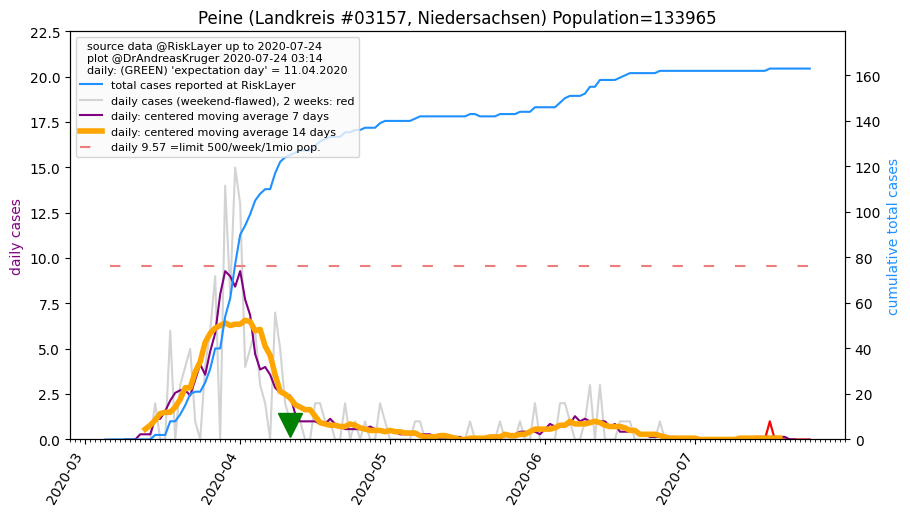 Peine (Landkreis #03157, Niedersachsen) Population=133965
source data @RiskLayer up to 2020-07-24
plot @DrAndreasKruger 2020-07-24 03:14
daily: (GREEN) 'expectation day' = 11.04.2020
total cases reported at RiskLayer
daily cases (weekend-flawed), 2 weeks: red
daily: centered moving average 7 days
daily: centered moving average 14 days
daily 9.57 =limit 500/week/1mio pop.
daily cases
22.5
20.0
17.5
15.0
12.5
10.0
7.5
5.0
2.5
0.0
160
140
120
100
80
60
40
20
0
cumulative total cases
2020-03
2020-04
2020-05
2020-06
2020-07